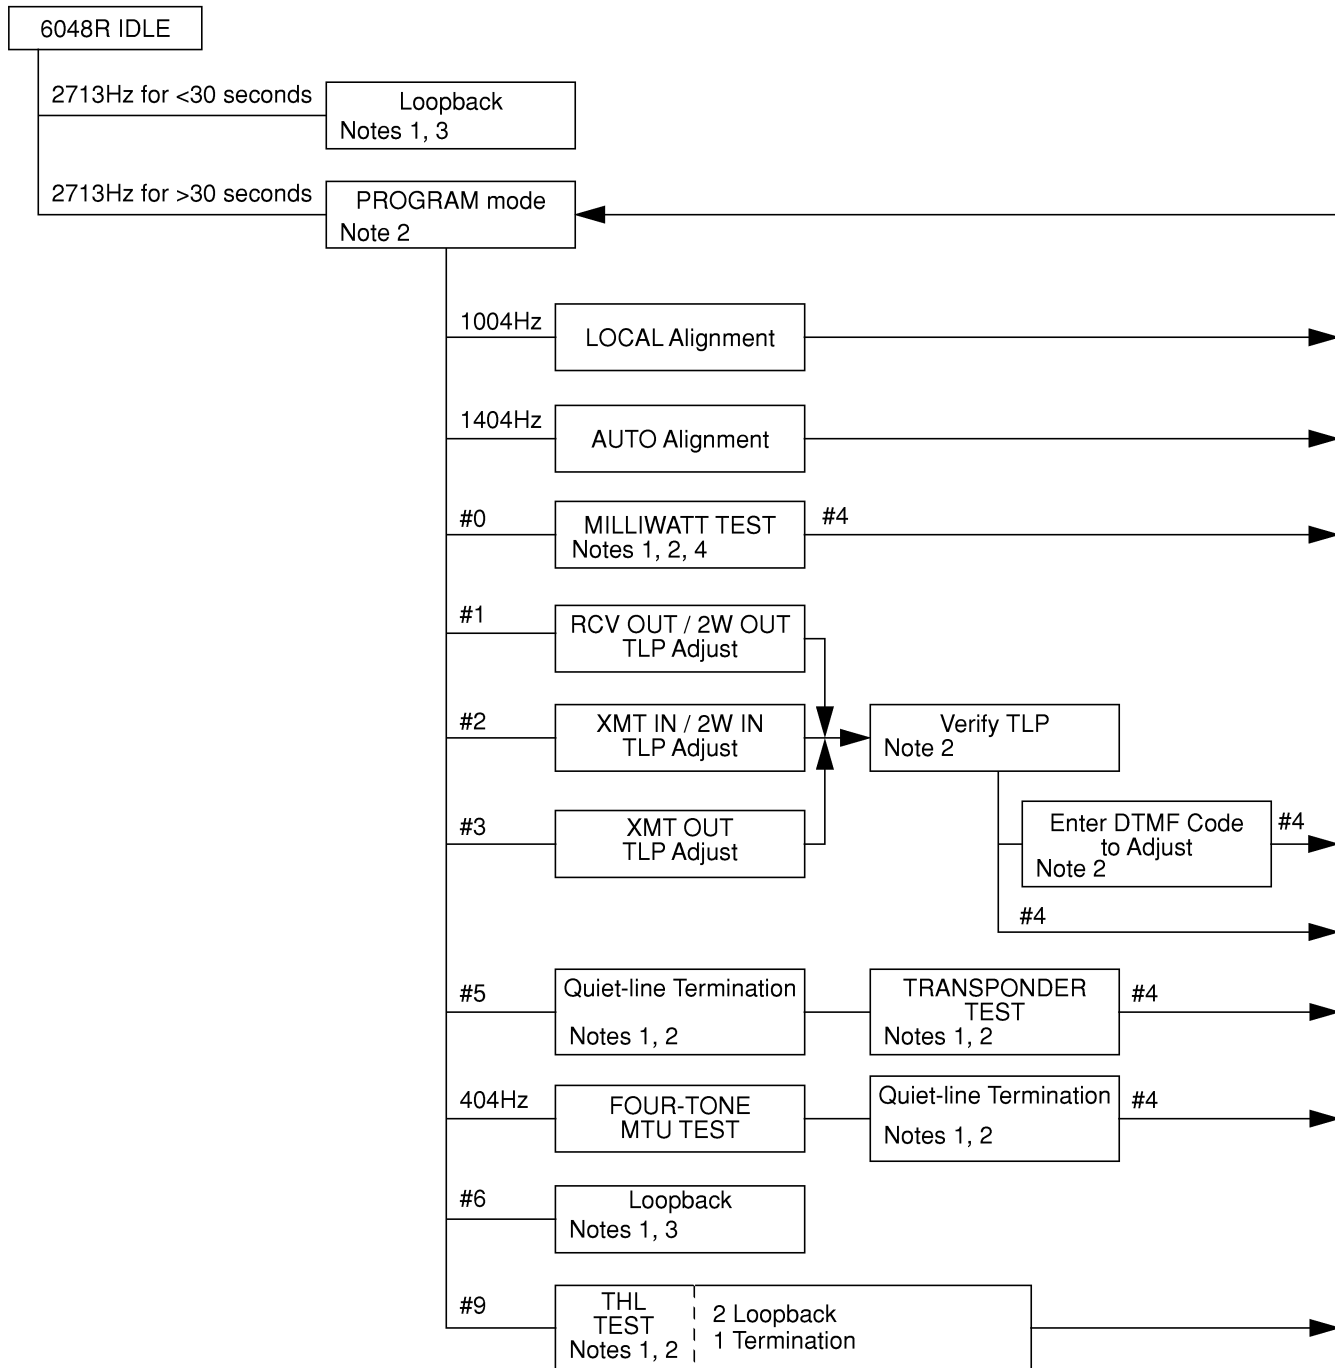 6048R IDLE
2713Hz for <30 seconds
Loopback
Notes 1, 3
2713Hz for >30 seconds
PROGRAM mode
Note 2
1004Hz
LOCAL Alignment
1404Hz
AUTO Alignment
#0
MILLIWATT TEST
Notes 1, 2, 4
#4
#1
RCV OUT / 2W OUT
TLP Adjust
#2
XMT IN / 2W IN
TLP Adjust
Verify TLP
Note 2
#3
XMT OUT
TLP Adjust
Enter DTMF Code
to Adjust
Note 2
#4
#4
#5
Quiet-line Termination
Notes 1, 2
TRANSPONDER
TEST
Notes 1, 2
#4
404Hz
FOUR-TONE
MTU TEST
Quiet-line Termination
Notes 1, 2
#4
#6
Loopback
Notes 1, 3
#9
THL
TEST
Notes 1, 2
2 Loopback
1 Termination